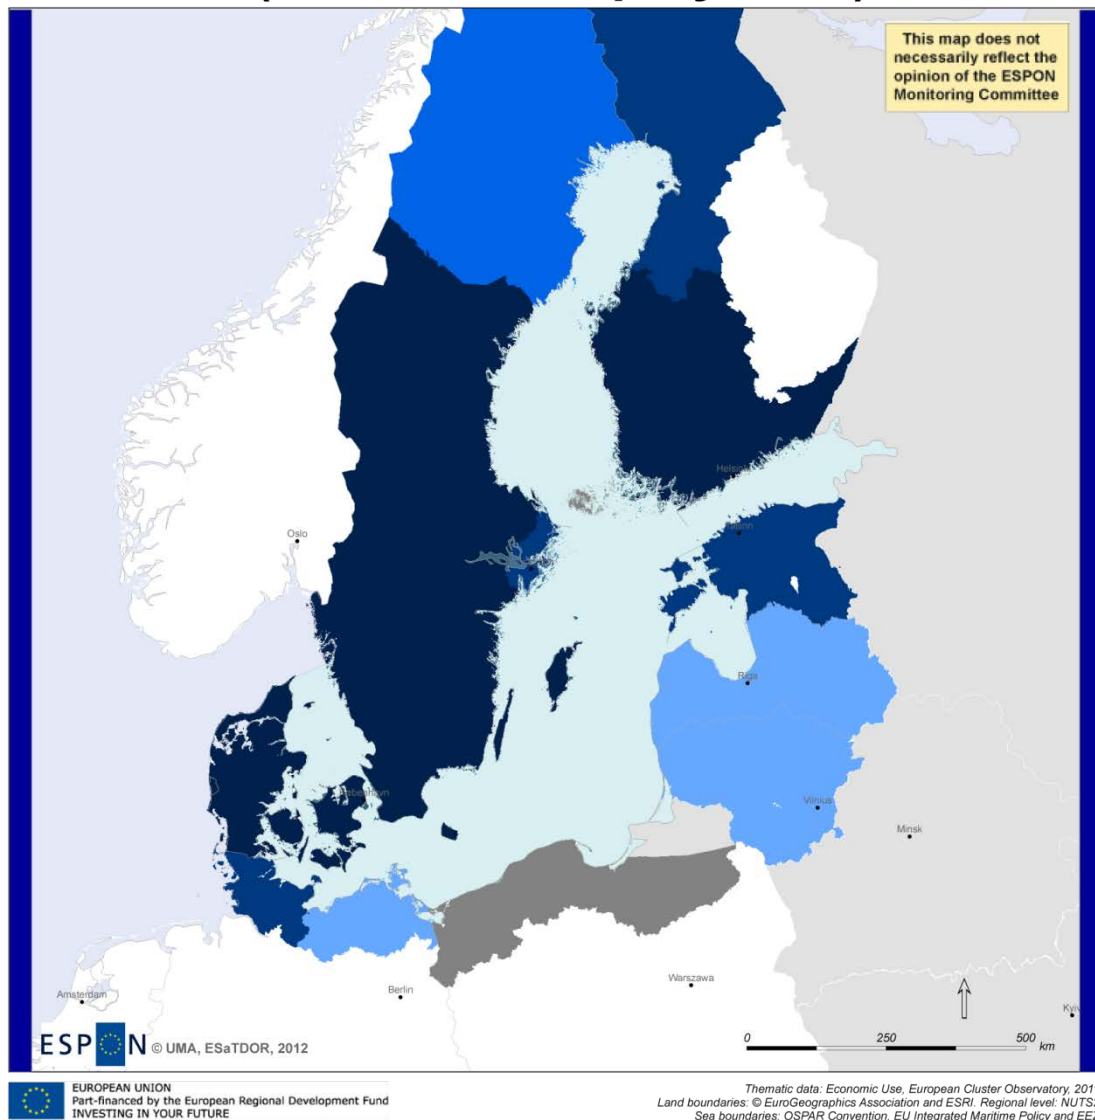 This map does not
necessarily reflect the
opinion of the ESPON
Monitoring Committee
Helsinki
Oslo
Riga
Vilnius
Minsk
Warszawa
Amsterdam
Berlin
0 250 500
km
ESPON © UMA, ESaTDOR, 2012
EUROPEAN UNION
Part-financed by the European Regional Development Fund
INVESTING IN YOUR FUTURE
Thematic data: Economic Use, European Cluster Observatory, 201
Land boundaries: © EuroGeographics Association and ESRI. Regional level: NUTS
Sea boundaries: OSPAR Convention, EU Integrated Maritime Policy and EEZ